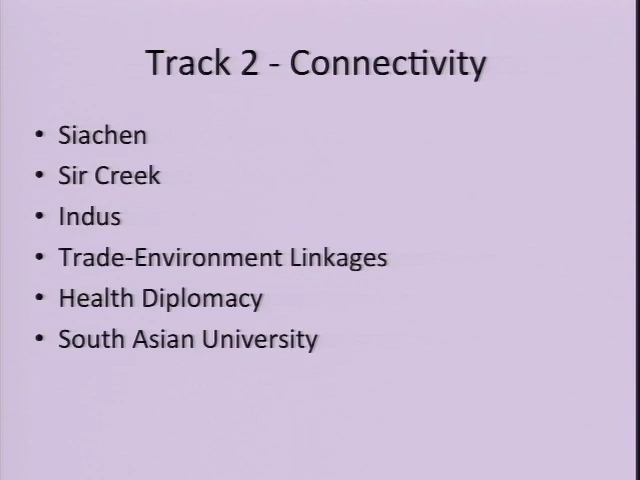 Track 2 - Connectivity
• Siachen
• Sir Creek
• Indus
• Trade-Environment Linkages
• Health Diplomacy
• South Asian University